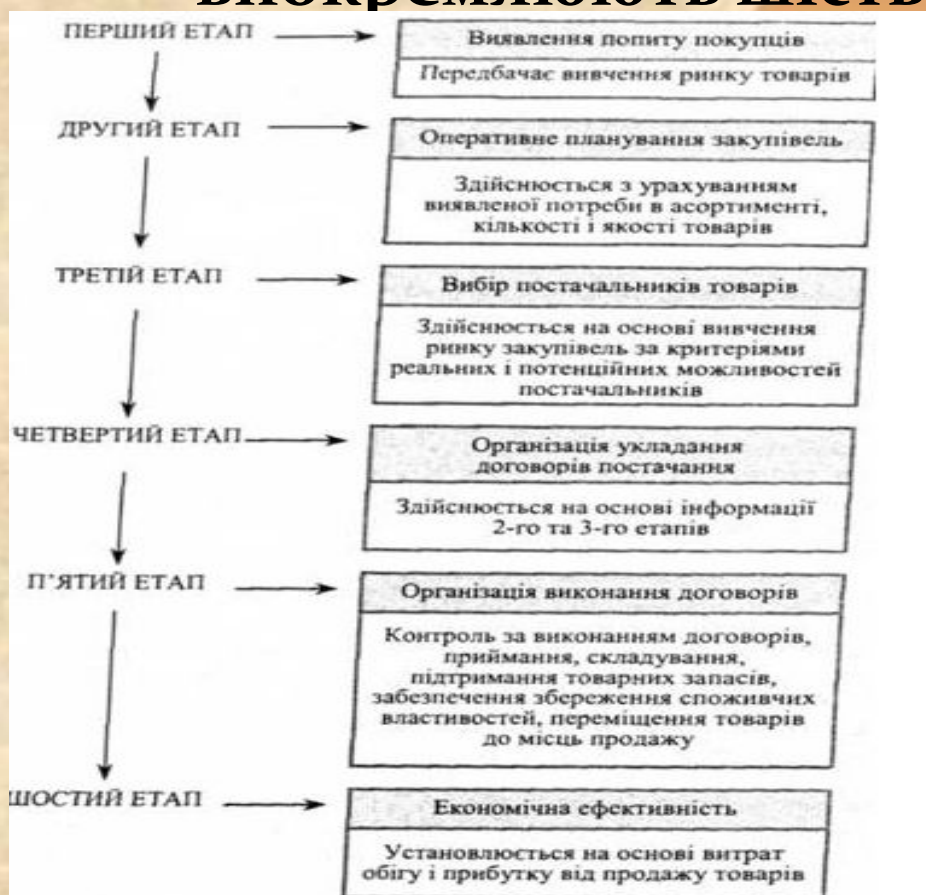 виокремлюють шість
ПЕРШИЙ ЕТАП
Виявлення попиту покупців
Передбачає вивчення ринку товарів
ДРУГИЙ ЕТАП
Оперативне планування закупівель
Здійснюється з урахуванням
виявленої потреби в асортименті,
кількості і якості товарів
ТРЕТІЙ ЕТАП
Вибір постачальників товарів
Здійснюється на основі вивчення
ринку закупівель за критеріями
реальних і потенційних можливостей
постачальників
ЧЕТВЕРТИЙ ЕТАП
Організація укладання
договорів постачання
Здійснюється на основі інформації
2-го та 3-го етапів
П’ЯТИЙ ЕТАП
Організація виконання договорів
Контроль за виконанням договорів,
приймання, складування,
підтримання товарних запасів,
забезпечення збереження споживчих
властивостей, переміщення товарів
до місць продажу
ШОСТИЙ ЕТАП
Економічна ефективність
Установлюється на основі витрат
обігу і прибутку від продажу товарів